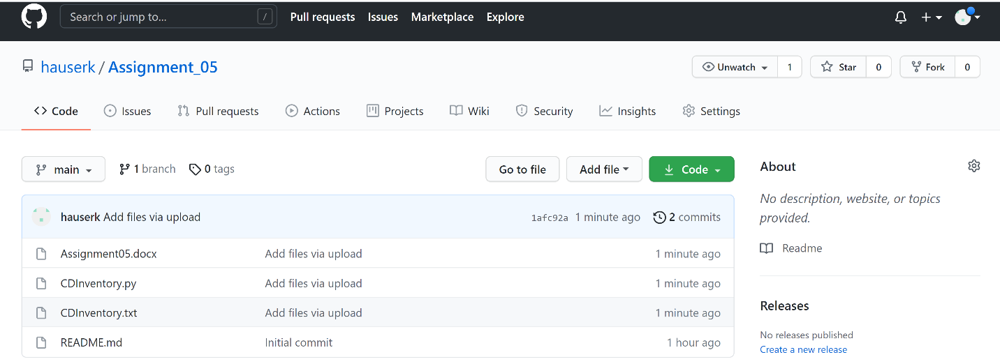 Search or jump to... / Pull requests Issues Marketplace Explore
hauserk / Assignment_05 Unwatch 1 Star 0 Fork 0
Code Issues Pull requests Actions Projects Wiki Security Insights Settings
main 1 branch 0 tags Go to file Add file Code
hauserk Add files via upload 1afc92a 1 minute ago 2 commits
Assignment05.docx Add files via upload 1 minute ago
CDInventory.py Add files via upload 1 minute ago
CDInventory.txt Add files via upload 1 minute ago
README.md Initial commit 1 hour ago
About
No description, website, or topics
provided.
Readme
Releases
No releases published
Create a new release